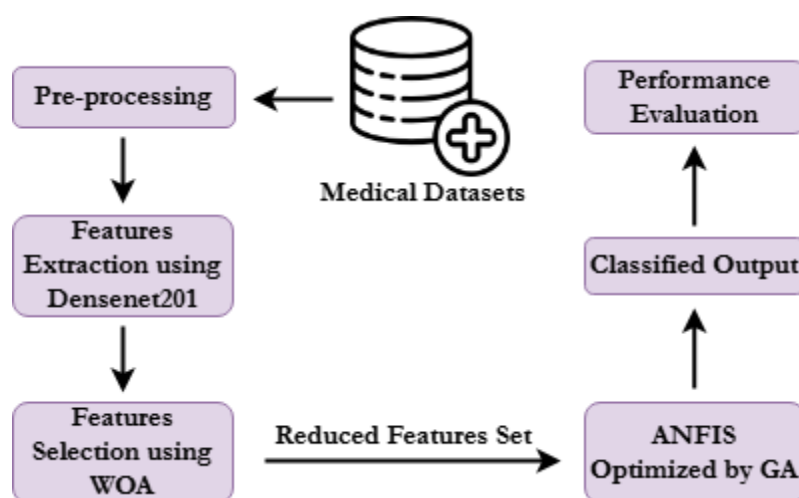 Medical Datasets
Pre-processing
Features
Extraction using
Densenet201
Features
Selection using
WOA
Reduced Features Set
ANFIS
Optimized by GA
Classified Output
Performance
Evaluation